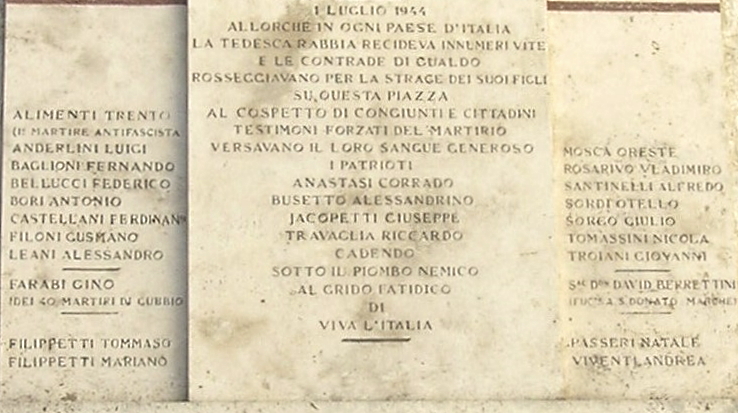 ALIMENTI TRENTO
(1º MARTIRE ANTIFASCISTA
ANDERLINI LUIGI
BAGLIONI FERNANDO
BELLUCCI FEDERICO
BORI ANTONIO
CASTELLANI FERDINANDO
FILONI GUSMANO
LEANI ALESSANDRO
FARABI GINO
(DEI 40 MARTIRI DI GUBBIO
FILIPPETTI TOMMASO
FILIPPETTI MARIANO
1 LUGLIO 1944
ALLORCHE IN OGNI PAESE D'ITALIA
LA TEDESCA RABBIA RECIDEVA INNUMERI VITE
E LE CONTRADE DI GUALDO
ROSSEGGIAVANO PER LA STRAGE DEI SUOI FIGLI
SU QUESTA PIAZZA
AL COSPETTO DI CONGIUNTI E CITTADINI
TESTIMONI FORZATI DEL MARTIRIO
VERSAVANO IL LORO SANGUE GENEROSO
I PATRIOTI
ANASTASI CORRADO
BUSETTO ALESSANDRINO
JACOPETTI GIUSEPPE
TRAVAGLIA RICCARDO
CADENDO
SOTTO IL PIOMBO NEMICO
AL GRIDO FATIDICO
DI
VIVA L'ITALIA
MOSCA ORESTE
ROSARIVO VLADIMIRO
SANTINELLI ALFREDO
SORDI OTELLO
SORGO GIULIO
TOMASSINI NICOLA
TROIANI GIOVANNI
DAVID BERRETTINI
S. DONATO MARCHE)
PASSERI NATALE
VIVENTI ANDREA